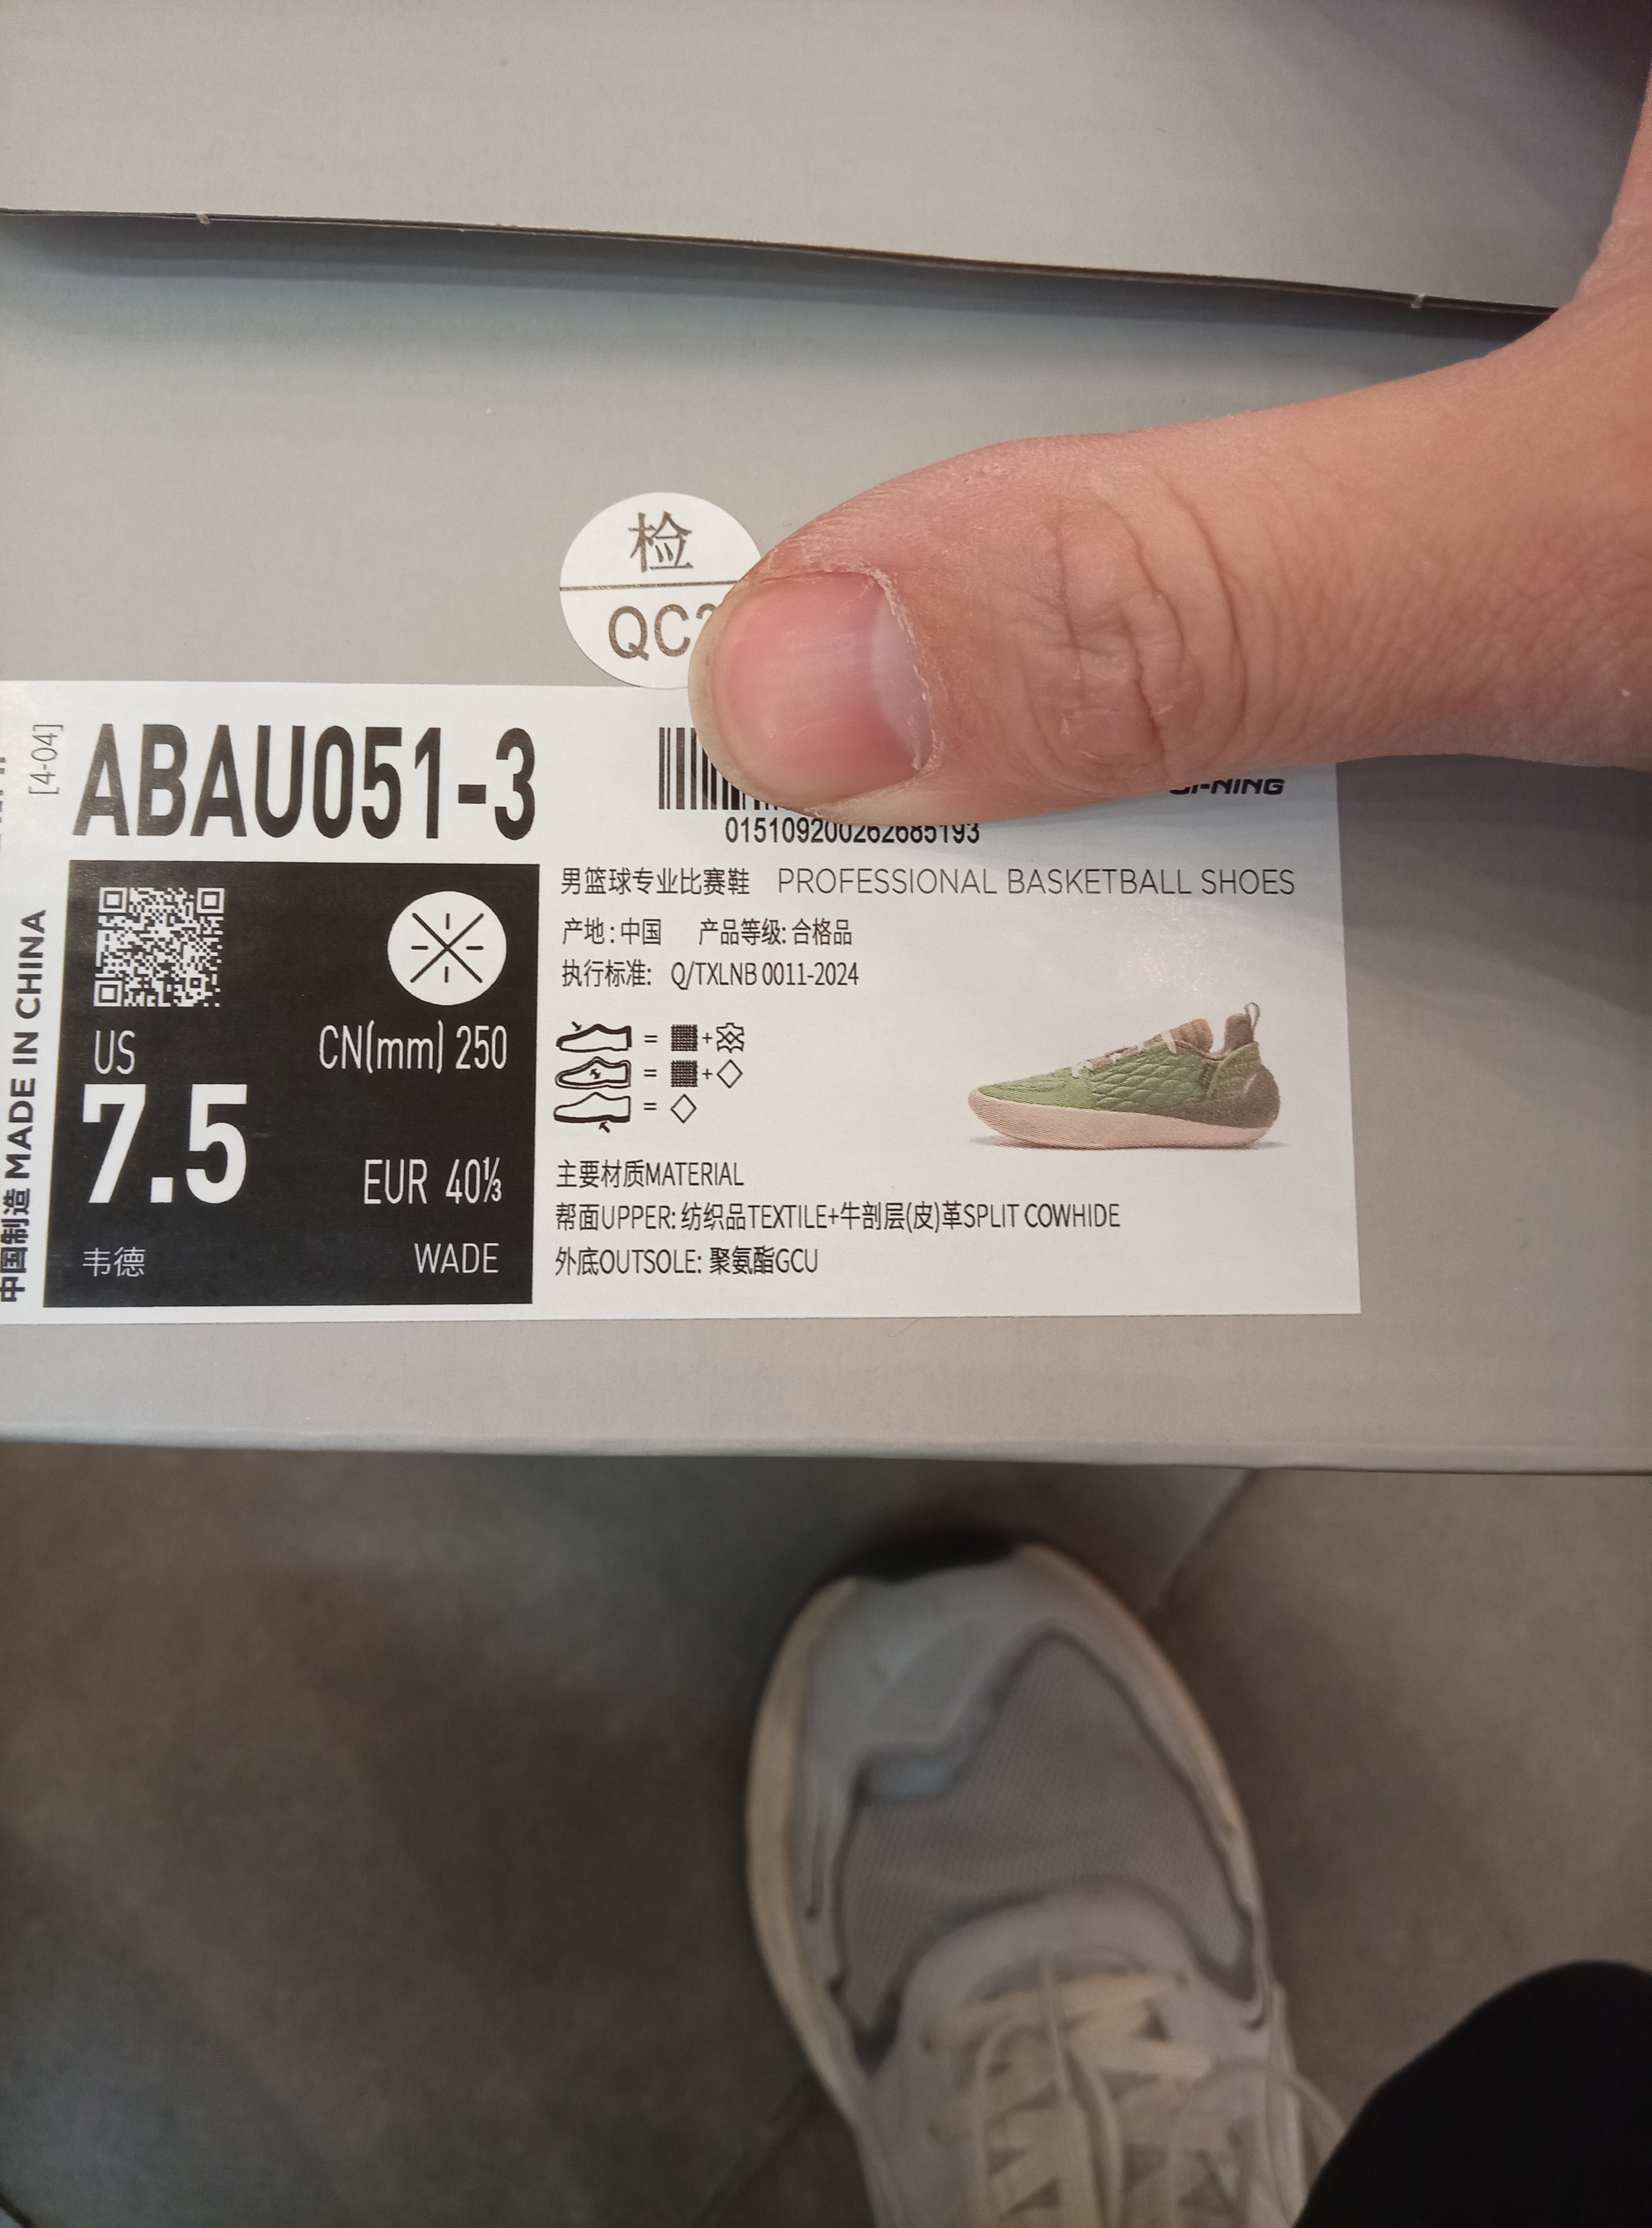 检
QC
[4-04]
ABAU051-3
015109200262685193
中国制造 MADE IN CHINA
US
7.5
CN(mm) 250
EUR 40⅓
韦德 WADE
男篮球专业比赛鞋 PROFESSIONAL BASKETBALL SHOES
产地:中国 产品等级:合格品
执行标准: Q/TXLNB 0011-2024
= +
= +
=
主要材质MATERIAL
帮面UPPER: 纺织品TEXTILE+牛剖层(皮)革SPLIT COWHIDE
外底OUTSOLE: 聚氨酯GCU